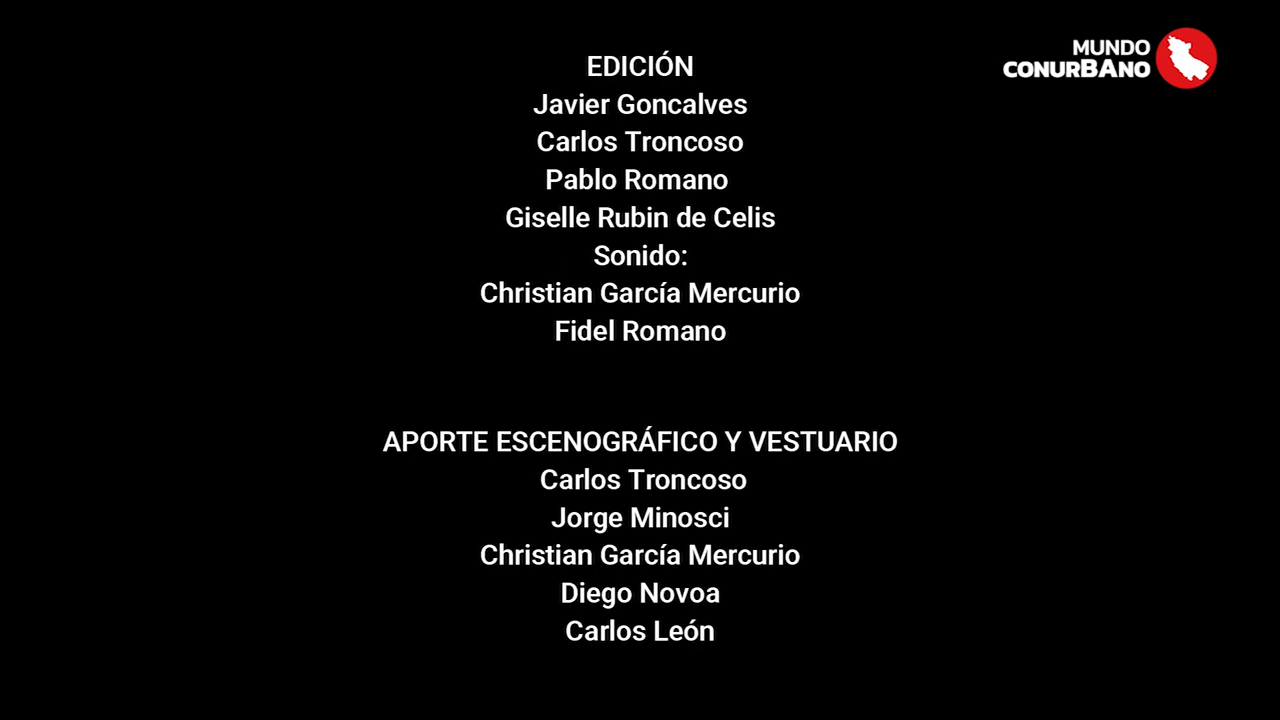 MUNDO
CONURBANO
EDICIÓN
Javier Goncalves
Carlos Troncoso
Pablo Romano
Giselle Rubin de Celis
Sonido:
Christian García Mercurio
Fidel Romano
APORTE ESCENOGRÁFICO Y VESTUARIO
Carlos Troncoso
Jorge Minosci
Christian García Mercurio
Diego Novoa
Carlos León